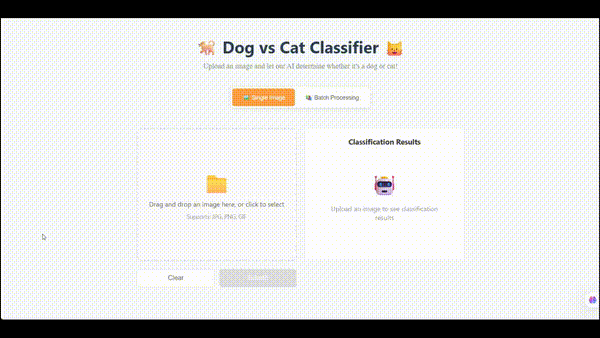 Dog vs Cat Classifier
Upload an image and let our AI determine whether it's a dog or cat!
Single Image
Batch Processing
Drag and drop an image here, or click to select
Supports JPG, PNG, GIF
Clear
Classification Results
Upload an image to see classification
results